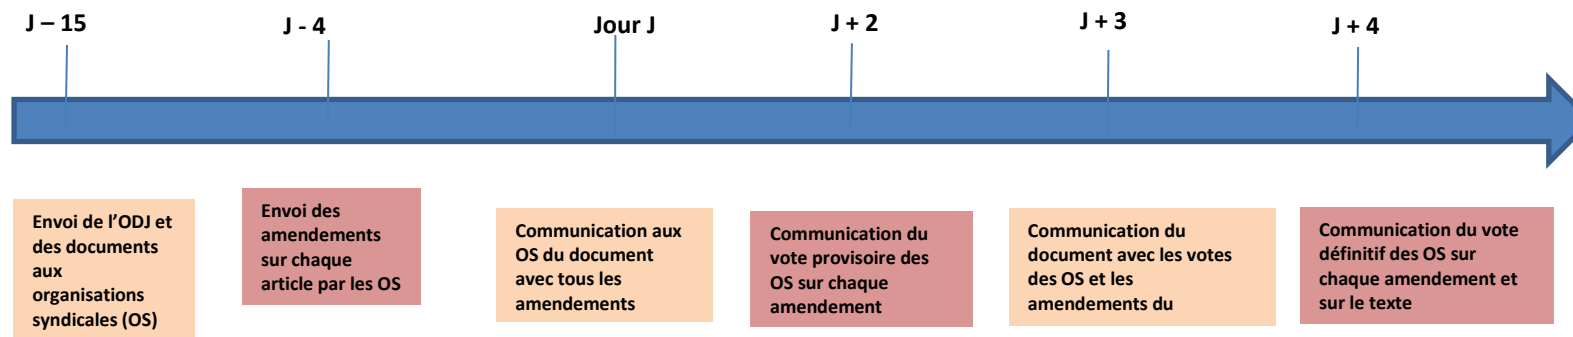 J – 15
J - 4
Jour J
J + 2
J + 3
J + 4
Envoi de l’ODJ et
des documents
aux
organisations
syndicales (OS)
Envoi des
amendements
sur chaque
article par les OS
Communication aux
OS du document
avec tous les
amendements
Communication du
vote provisoire des
OS sur chaque
amendement
Communication du
document avec les votes
des OS et les
amendements du
Communication du vote
définitif des OS sur
chaque amendement et
sur le texte